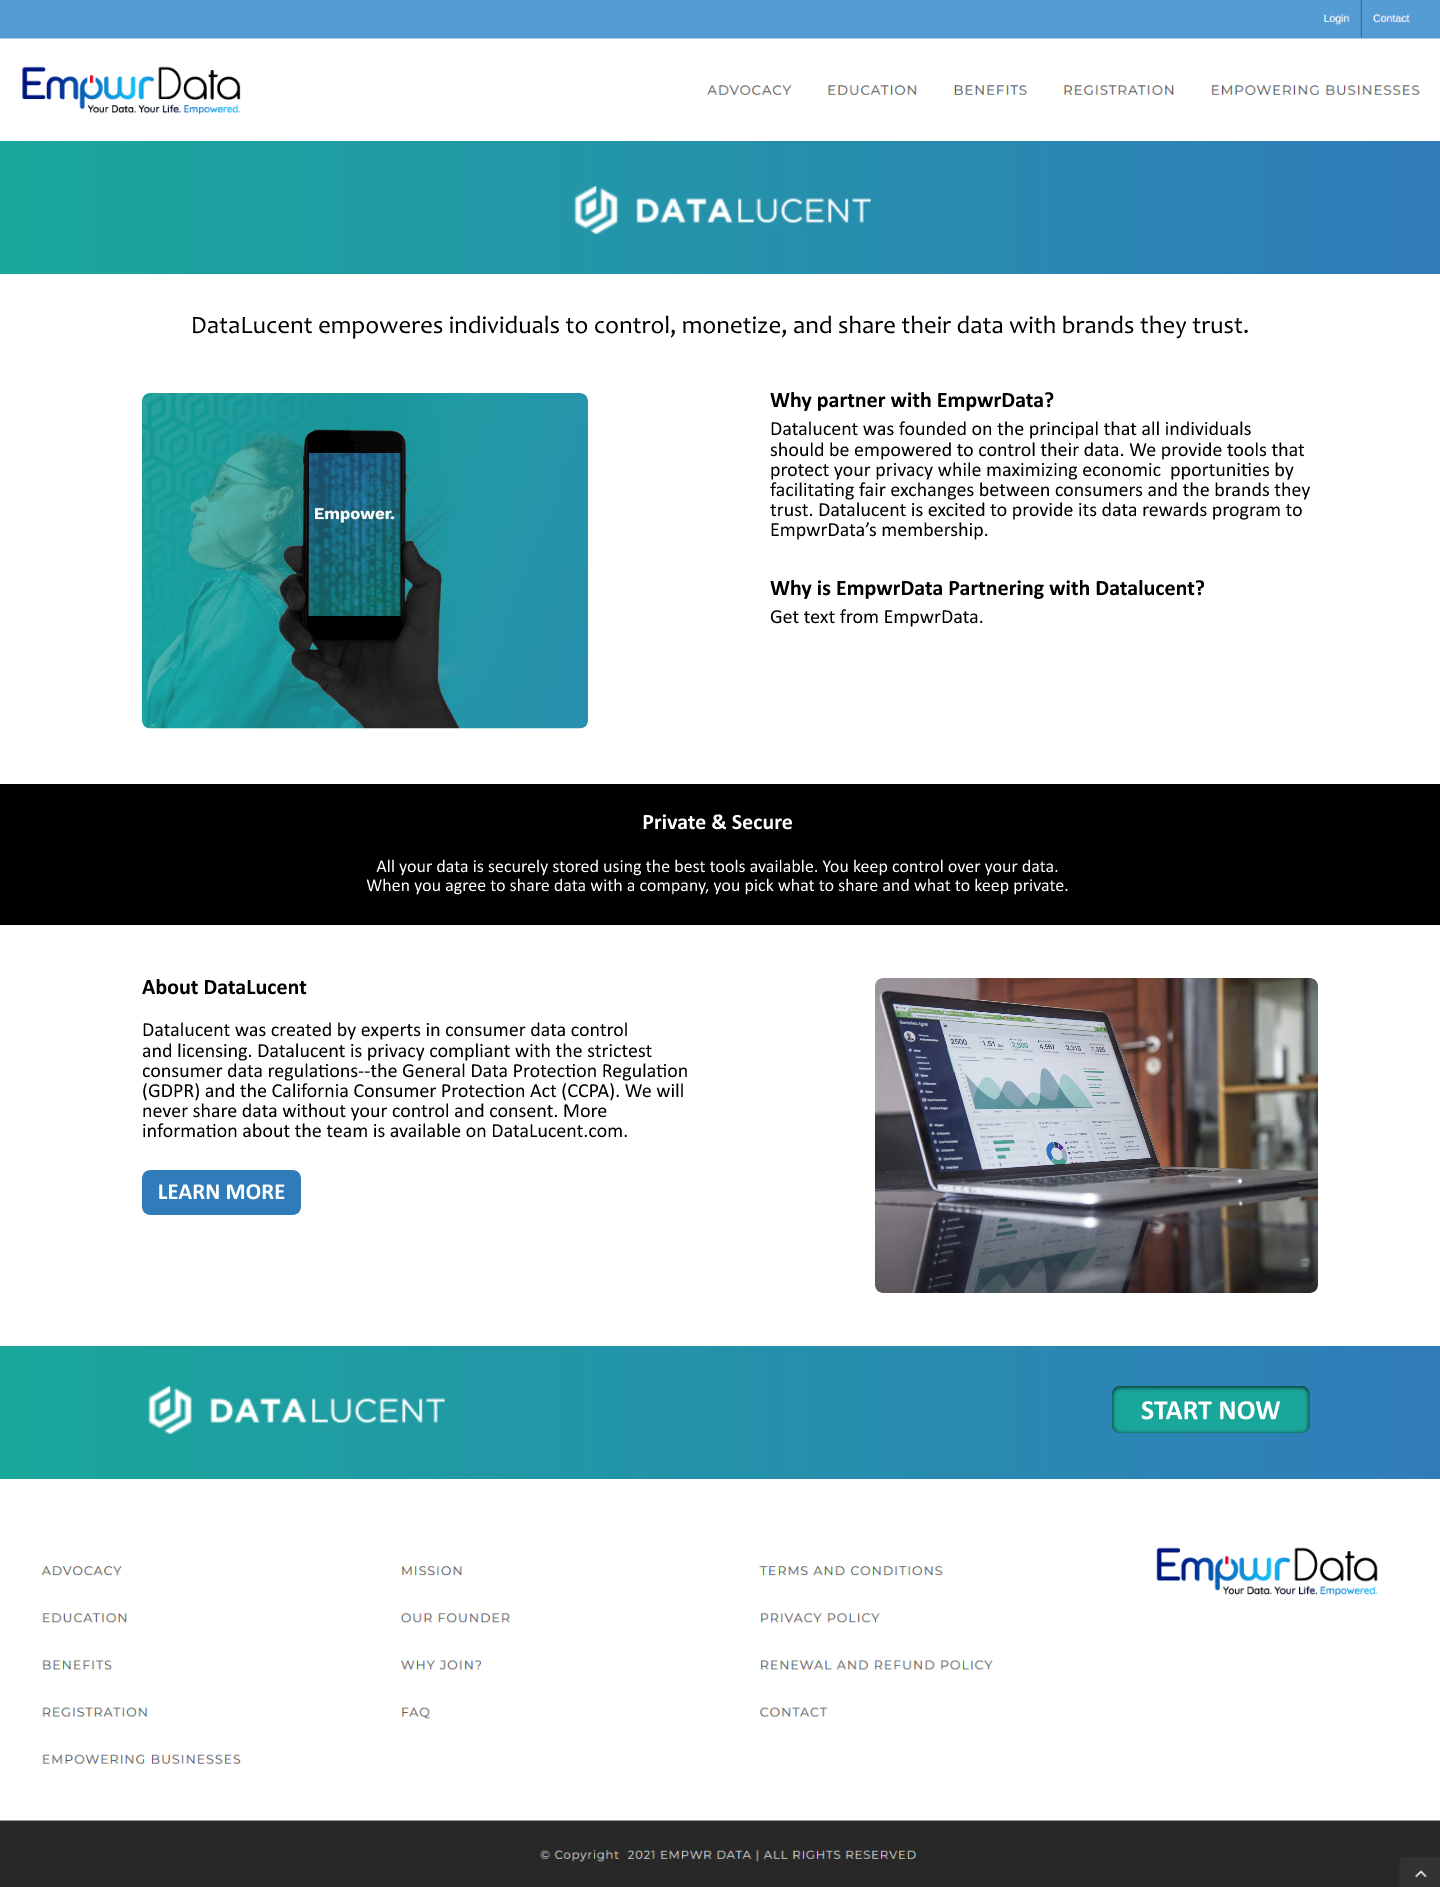 Login
Contact
EmpwrData
Your Data. Your Life. Empowered.
ADVOCACY
EDUCATION
BENEFITS
REGISTRATION
EMPOWERING BUSINESSES
DATALUCENT
DataLucent empoweres individuals to control, monetize, and share their data with brands they trust.
Empower.
Why partner with EmpwrData?
Datalucent was founded on the principal that all individuals
should be empowered to control their data. We provide tools that
protect your privacy while maximizing economic  pportunities by
facilitating fair exchanges between consumers and the brands they
trust. Datalucent is excited to provide its data rewards program to
EmpwrData’s membership.
Why is EmpwrData Partnering with Datalucent?
Get text from EmpwrData.
Private & Secure
All your data is securely stored using the best tools available. You keep control over your data.
When you agree to share data with a company, you pick what to share and what to keep private.
About DataLucent
Datalucent was created by experts in consumer data control
and licensing. Datalucent is privacy compliant with the strictest
consumer data regulations--the General Data Protection Regulation
(GDPR) and the California Consumer Protection Act (CCPA). We will
never share data without your control and consent. More
information about the team is available on DataLucent.com.
LEARN MORE
2500
1.51
2,500
4,567
2,315
7,325
DATALUCENT
START NOW
ADVOCACY
EDUCATION
BENEFITS
REGISTRATION
EMPOWERING BUSINESSES
MISSION
OUR FOUNDER
WHY JOIN?
FAQ
TERMS AND CONDITIONS
PRIVACY POLICY
RENEWAL AND REFUND POLICY
CONTACT
EmpwrData
Your Data. Your Life. Empowered.
© Copyright  2021 EMPWR DATA | ALL RIGHTS RESERVED